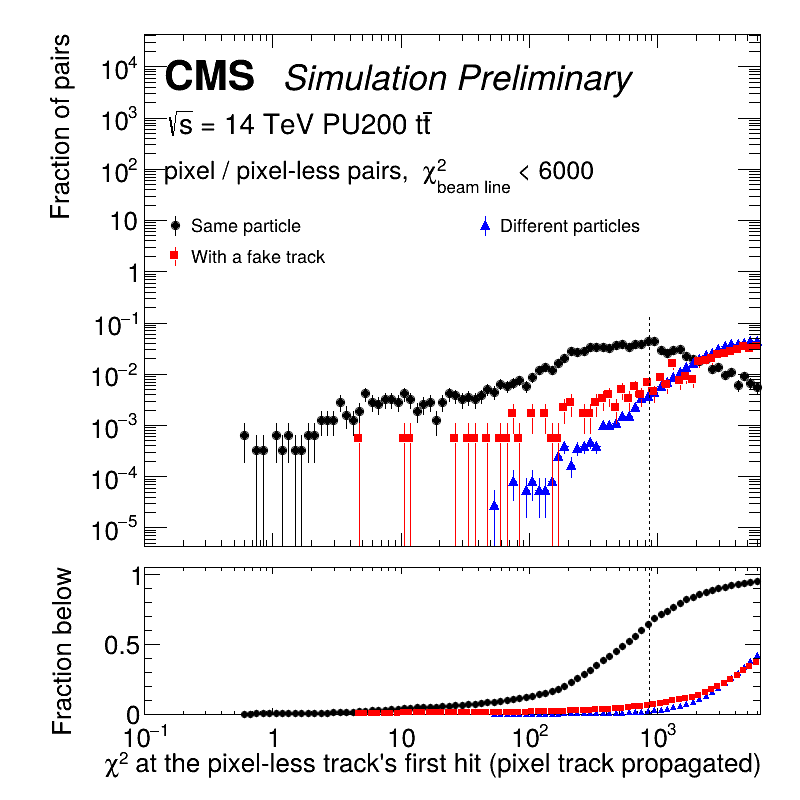 CMS Simulation Preliminary
√s = 14 TeV PU200 tt̄
pixel / pixel-less pairs, χ²beam line < 6000
Same particle
Different particles
With a fake track
Fraction of pairs
10⁴
10³
10²
10
1
10⁻¹
10⁻²
10⁻³
10⁻⁴
10⁻⁵
Fraction below
1
0.5
0
10⁻¹ 1 10 10² 10³
χ² at the pixel-less track's first hit (pixel track propagated)